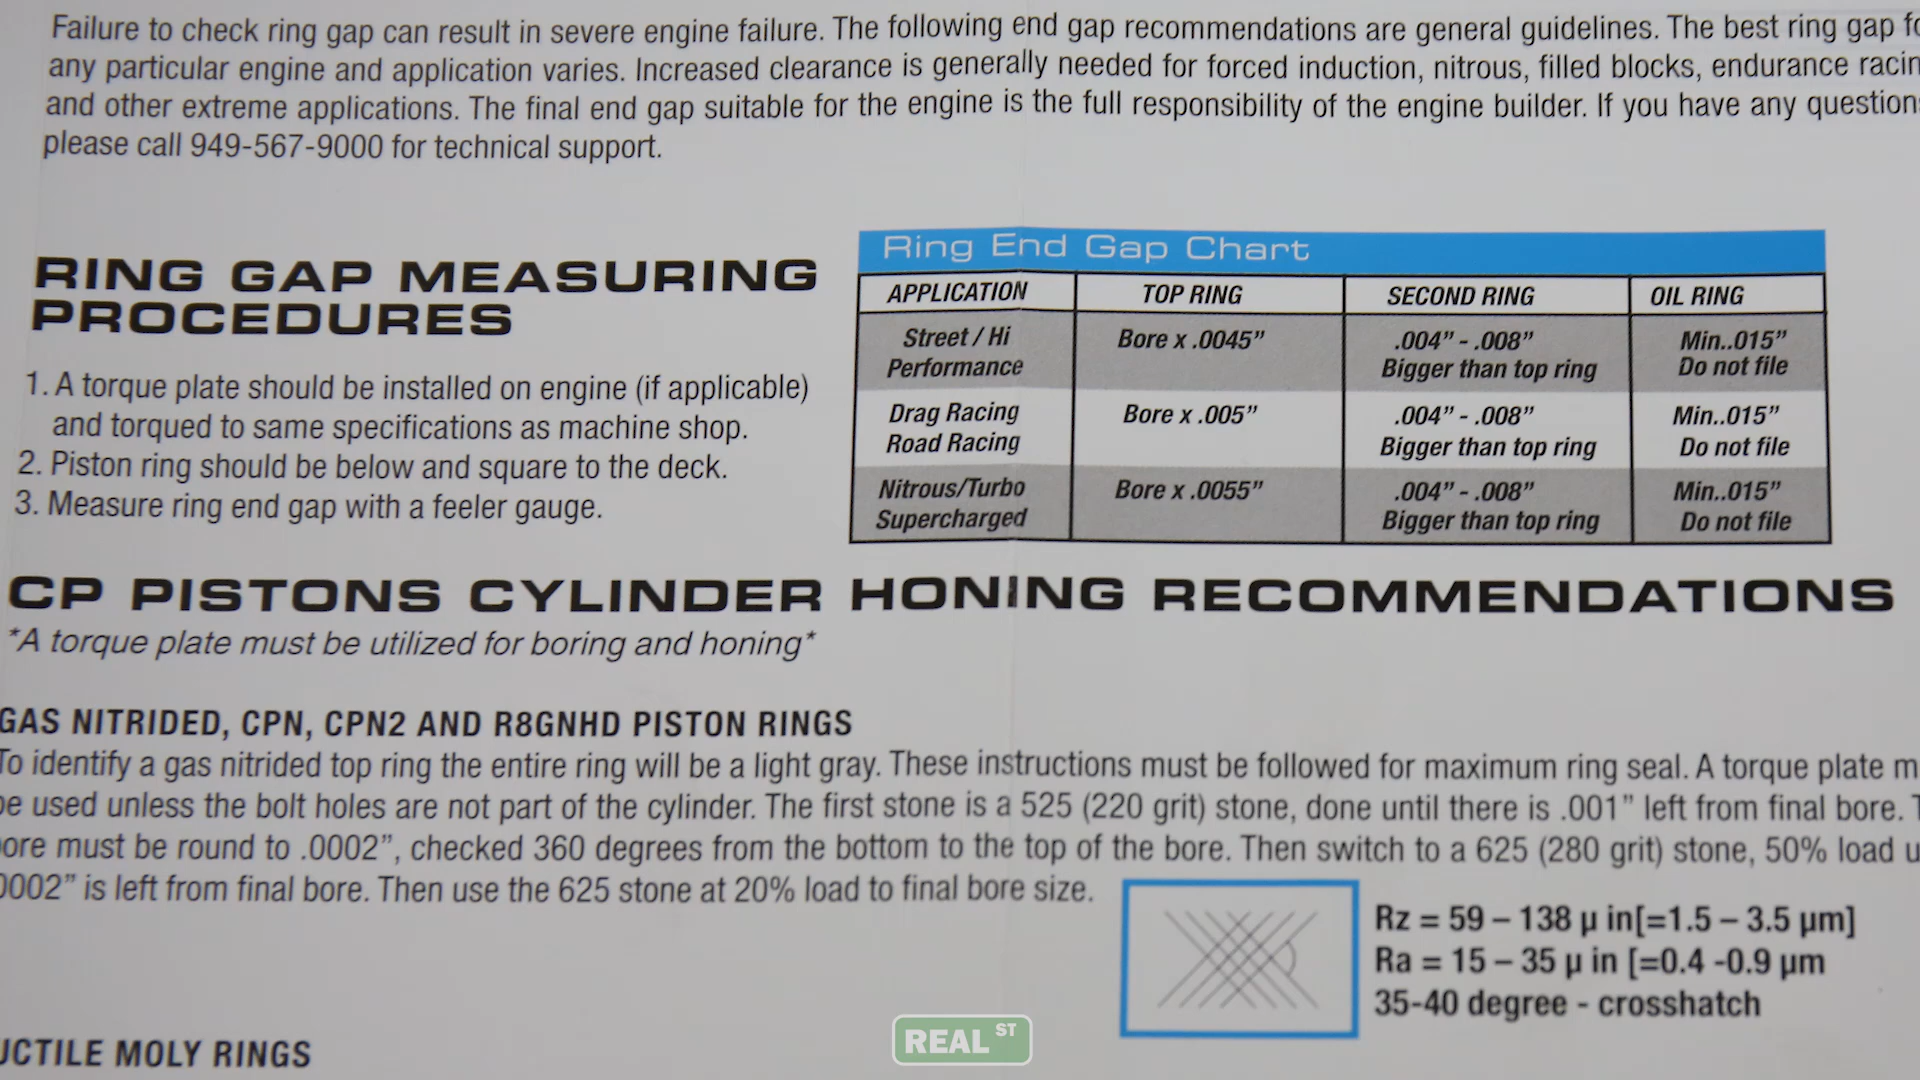 Failure to check ring gap can result in severe engine failure. The following end gap recommendations are general guidelines. The best ring gap
any particular engine and application varies. Increased clearance is generally needed for forced induction, nitrous, filled blocks, endurance
and other extreme applications. The final end gap suitable for the engine is the full responsibility of the engine builder. If you have any
please call 949-567-9000 for technical support.
RING GAP MEASURING
PROCEDURES
1. A torque plate should be installed on engine (if applicable)
and torqued to same specifications as machine shop.
2. Piston ring should be below and square to the deck.
3. Measure ring end gap with a feeler gauge.
Ring End Gap Chart
APPLICATION TOP RING SECOND RING OIL RING
Street / Hi Bore x .0045” .004” - .008” Min..015”
Performance Bigger than top ring Do not file
Drag Racing Bore x .005” .004” - .008” Min..015”
Road Racing Bigger than top ring Do not file
Nitrous/Turbo Bore x .0055” .004” - .008” Min..015”
Supercharged Bigger than top ring Do not file
CP PISTONS CYLINDER HONING RECOMMENDATIONS
*A torque plate must be utilized for boring and honing*
GAS NITRIDED, CPN, CPN2 AND R8GNHD PISTON RINGS
To identify a gas nitrided top ring the entire ring will be a light gray. These instructions must be followed for maximum ring seal. A torque plate
be used unless the bolt holes are not part of the cylinder. The first stone is a 525 (220 grit) stone, done until there is .001” left from final bore.
must be round to .0002”, checked 360 degrees from the bottom to the top of the bore. Then switch to a 625 (280 grit) stone, 50% load
0002” is left from final bore. Then use the 625 stone at 20% load to final bore size.
Rz = 59 – 138 µ in[=1.5 – 3.5 µm]
Ra = 15 – 35 µ in [=0.4 -0.9 µm
35-40 degree - crosshatch
MOLY RINGS
REAL ST